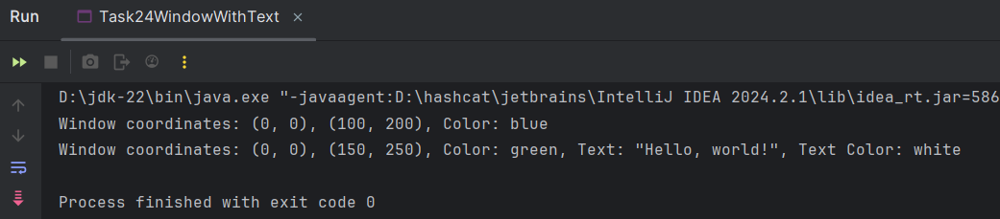 Run Task24WindowWithText
D:\jdk-22\bin\java.exe "-javaagent:D:\hashcat\jetbrains\IntelliJ IDEA 2024.2.1\lib\idea_rt.jar=586
Window coordinates: (0, 0), (100, 200), Color: blue
Window coordinates: (0, 0), (150, 250), Color: green, Text: "Hello, world!", Text Color: white
Process finished with exit code 0